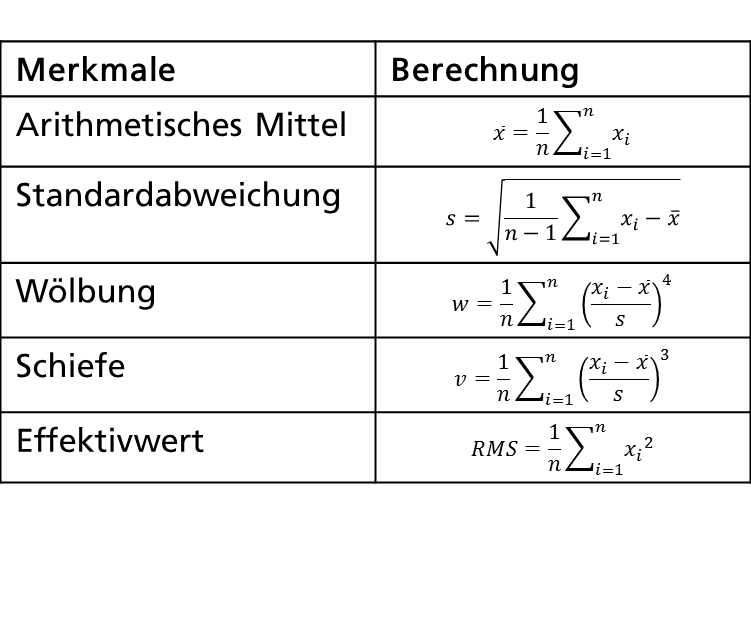 Merkmale Berechnung
Arithmetisches Mittel ẋ = 1/n ∑_{i=1}^{n} x_i
Standardabweichung s = √(1/(n − 1) ∑_{i=1}^{n} x_i − x̄)
Wölbung w = 1/n ∑_{i=1}^{n} ((x_i − ẋ)/s)^4
Schiefe v = 1/n ∑_{i=1}^{n} ((x_i − ẋ)/s)^3
Effektivwert RMS = 1/n ∑_{i=1}^{n} x_i^2